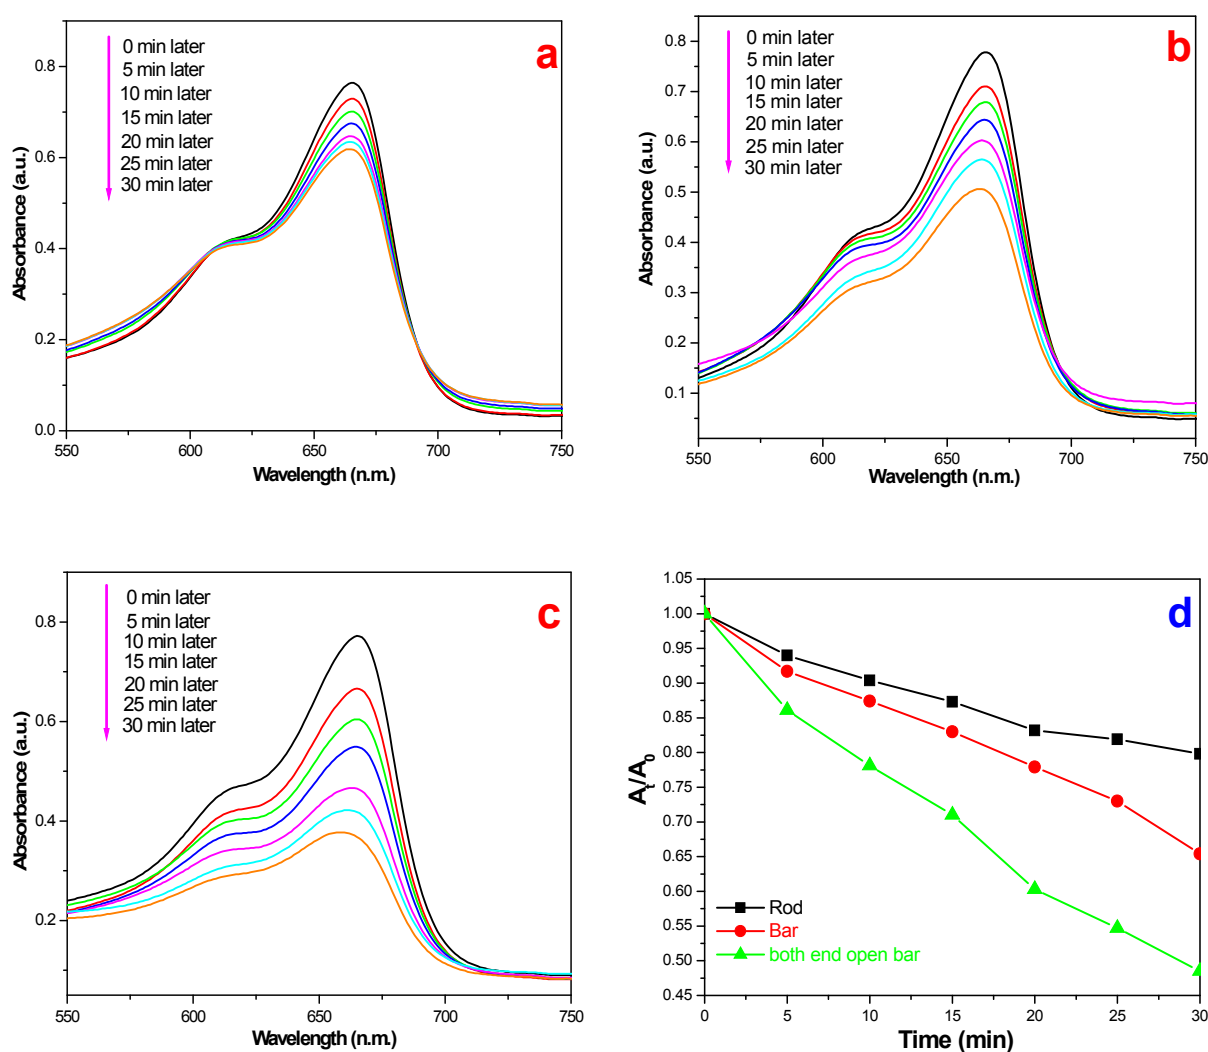 a
0 min later
5 min later
10 min later
15 min later
20 min later
25 min later
30 min later
0.8
0.6
0.4
0.2
0.0
Absorbance (a.u.)
550 600 650 700 750
Wavelength (n.m.)
b
0 min later
5 min later
10 min later
15 min later
20 min later
25 min later
30 min later
0.8
0.7
0.6
0.5
0.4
0.3
0.2
0.1
Absorbance (a.u.)
550 600 650 700 750
Wavelength (n.m.)
c
0 min later
5 min later
10 min later
15 min later
20 min later
25 min later
30 min later
0.8
0.6
0.4
0.2
Absorbance (a.u.)
550 600 650 700 750
Wavelength (n.m.)
d
1.05
1.00
0.95
0.90
0.85
0.80
0.75
0.70
0.65
0.60
0.55
0.50
0.45
At/A0
Rod
Bar
both end open bar
0 5 10 15 20 25 30
Time (min)